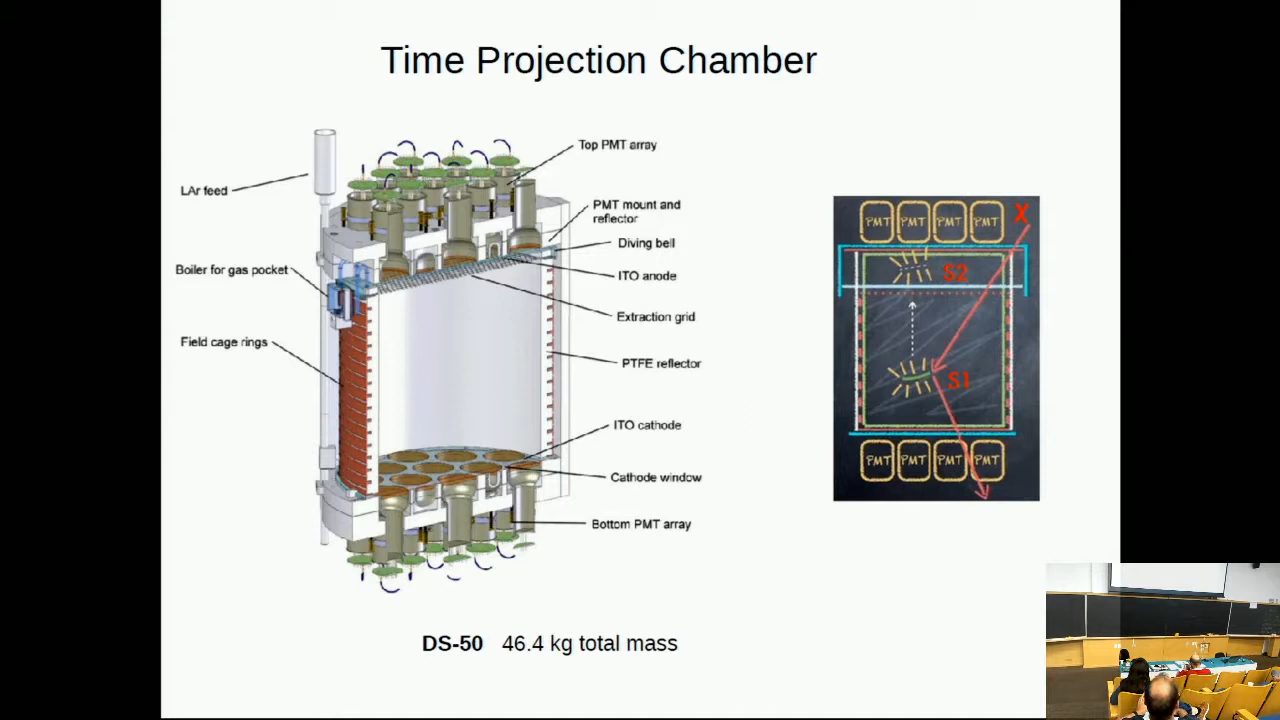 Time Projection Chamber
Top PMT array
LAr feed
PMT mount and
reflector
Diving bell
Boiler for gas pocket
ITO anode
Extraction grid
Field cage rings
PTFE reflector
ITO cathode
Cathode window
Bottom PMT array
PMT PMT PMT PMT X
S2
S1
PMT PMT PMT PMT
DS-50 46.4 kg total mass